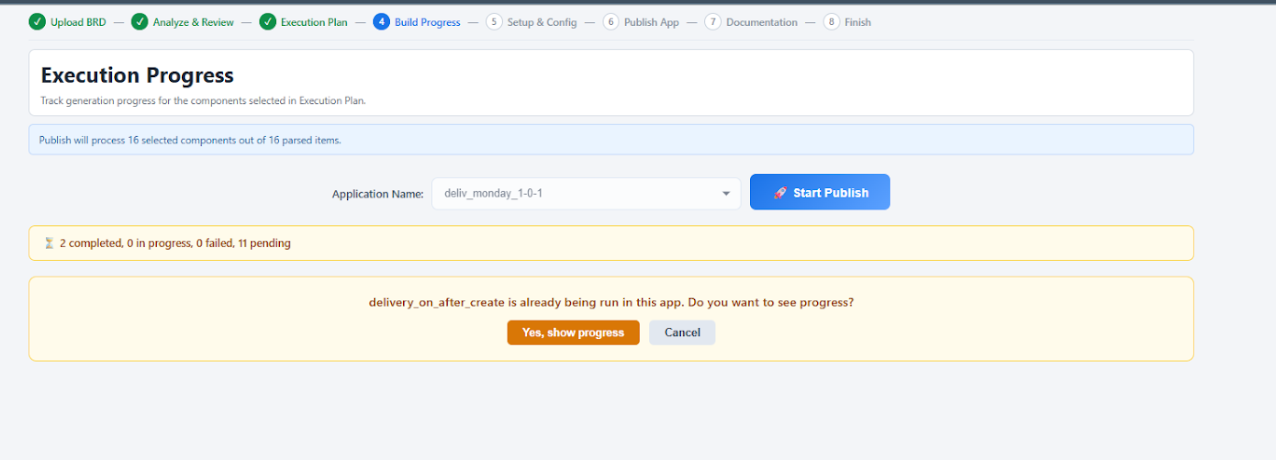 ✓ Upload BRD — ✓ Analyze & Review — ✓ Execution Plan — 4 Build Progress — 5 Setup & Config — 6 Publish App — 7 Documentation — 8 Finish
Execution Progress
Track generation progress for the components selected in Execution Plan.
Publish will process 16 selected components out of 16 parsed items.
Application Name: deliv_monday_1-0-1 🚀 Start Publish
⏳ 2 completed, 0 in progress, 0 failed, 11 pending
delivery_on_after_create is already being run in this app. Do you want to see progress?
Yes, show progress Cancel